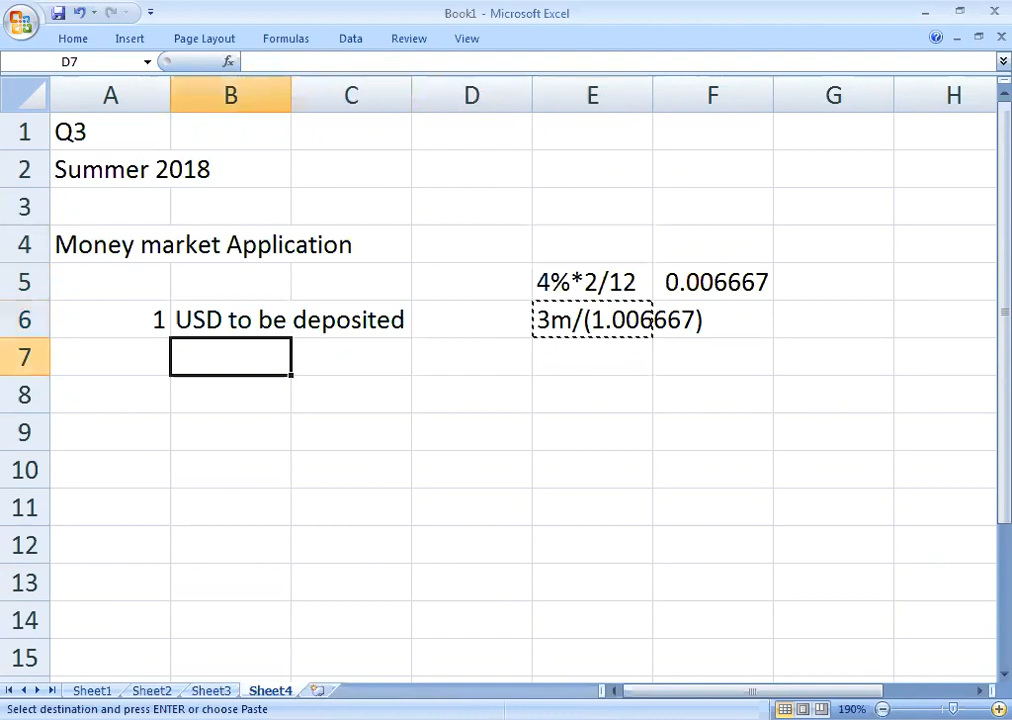 Book1 - Microsoft Excel
Home Insert Page Layout Formulas Data Review View
D7 fx
A B C D E F G H
1 Q3
2 Summer 2018
3
4 Money market Application
5 4%*2/12 0.006667
6 1 USD to be deposited 3m/(1.006667)
7
8
9
10
11
12
13
14
15
Sheet1 Sheet2 Sheet3 Sheet4
Select destination and press ENTER or choose Paste 190%